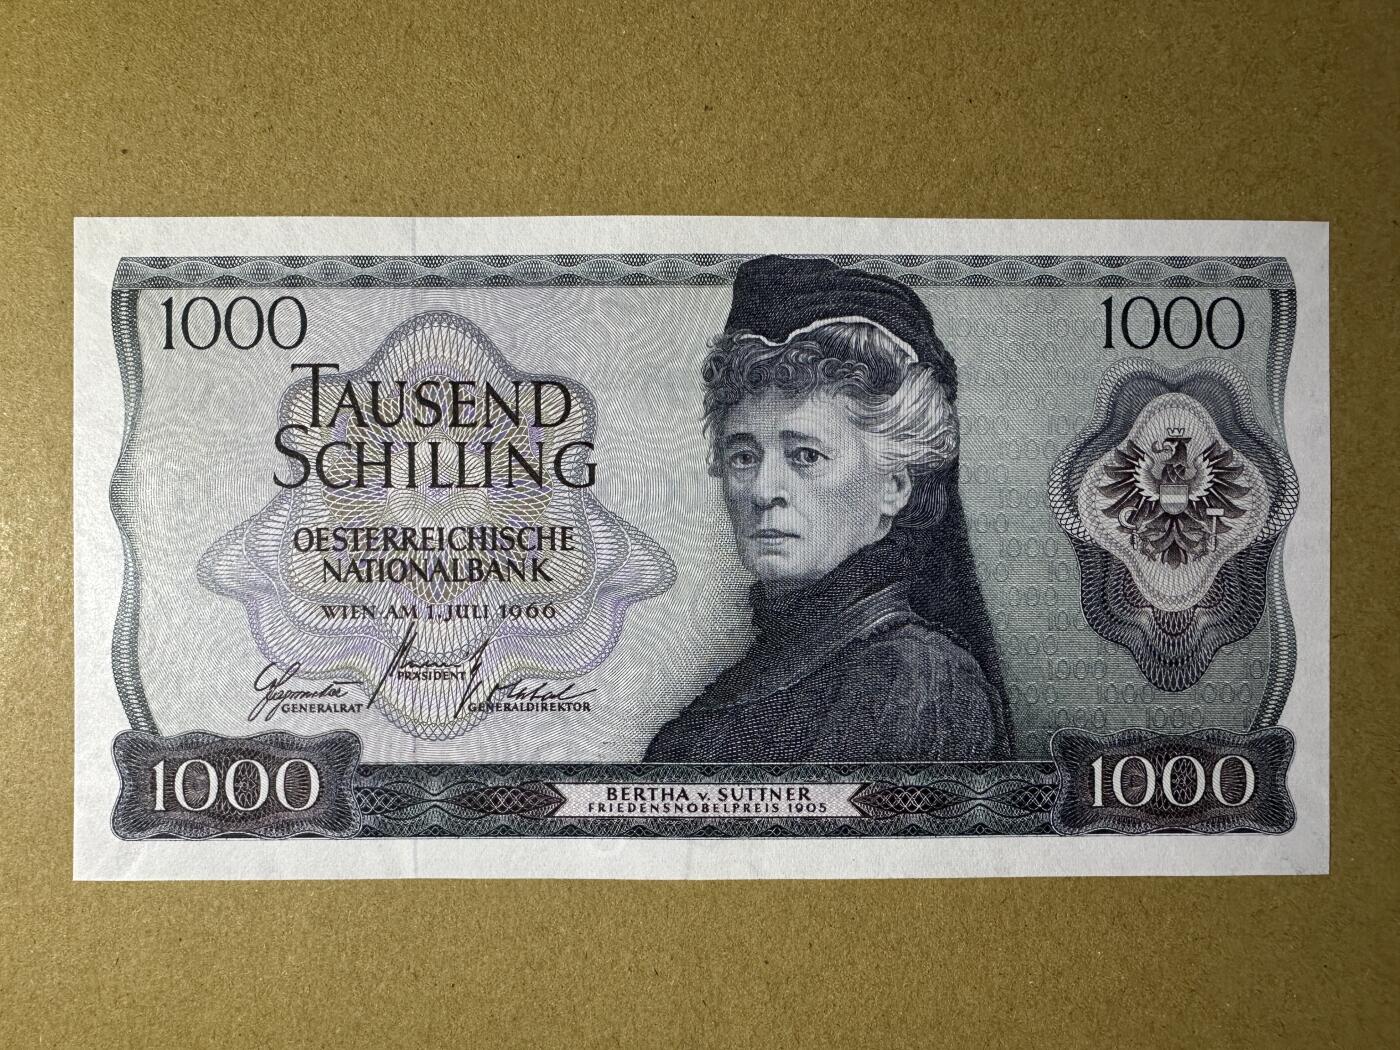 1000
1000
TAUSEND
SCHILLING
OESTERREICHISCHE
NATIONALBANK
WIEN AM 1. JULI 1966
PRÄSIDENT
GENERALRAT
GENERALDIREKTOR
1000
BERTHA v. SUTTNER
FRIEDENSNOBELPREIS 1905
1000